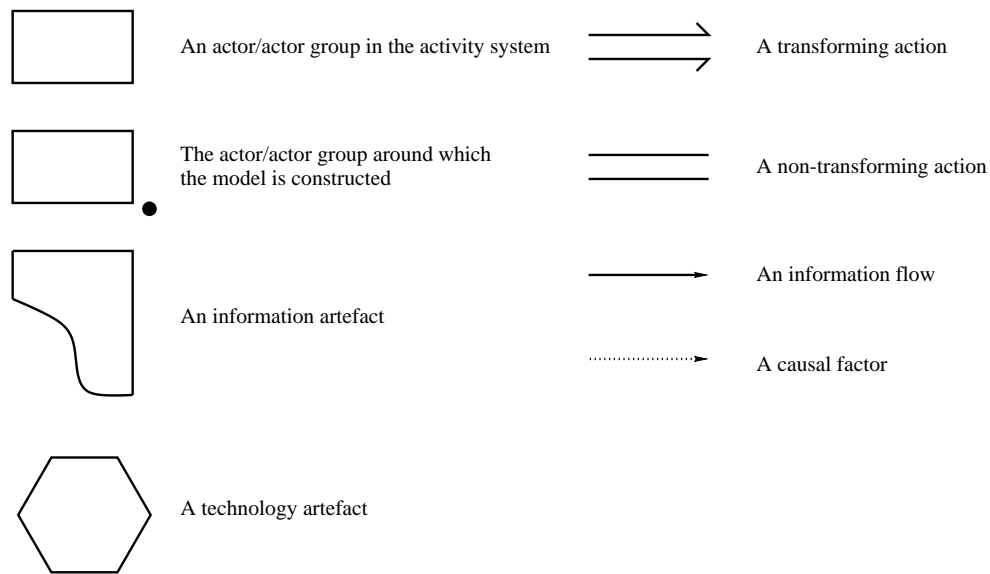 An actor/actor group in the activity system
A transforming action
The actor/actor group around which
the model is constructed
A non-transforming action
An information flow
An information artefact
A causal factor
A technology artefact